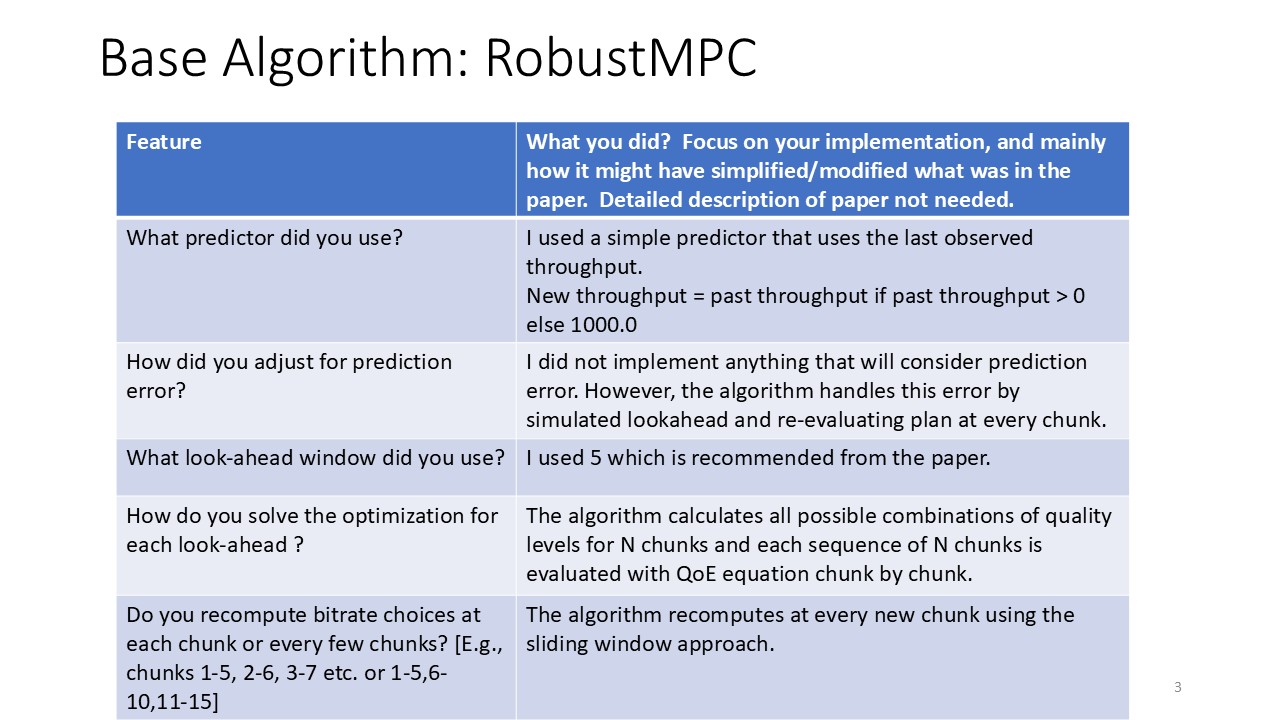 Base Algorithm: RobustMPC
Feature
What you did?  Focus on your implementation, and mainly
how it might have simplified/modified what was in the
paper.  Detailed description of paper not needed.
What predictor did you use?
I used a simple predictor that uses the last observed
throughput.
New throughput = past throughput if past throughput > 0
else 1000.0
How did you adjust for prediction
error?
I did not implement anything that will consider prediction
error. However, the algorithm handles this error by
simulated lookahead and re-evaluating plan at every chunk.
What look-ahead window did you use?
I used 5 which is recommended from the paper.
How do you solve the optimization for
each look-ahead ?
The algorithm calculates all possible combinations of quality
levels for N chunks and each sequence of N chunks is
evaluated with QoE equation chunk by chunk.
Do you recompute bitrate choices at
each chunk or every few chunks? [E.g.,
chunks 1-5, 2-6, 3-7 etc. or 1-5,6-
10,11-15]
The algorithm recomputes at every new chunk using the
sliding window approach.
3